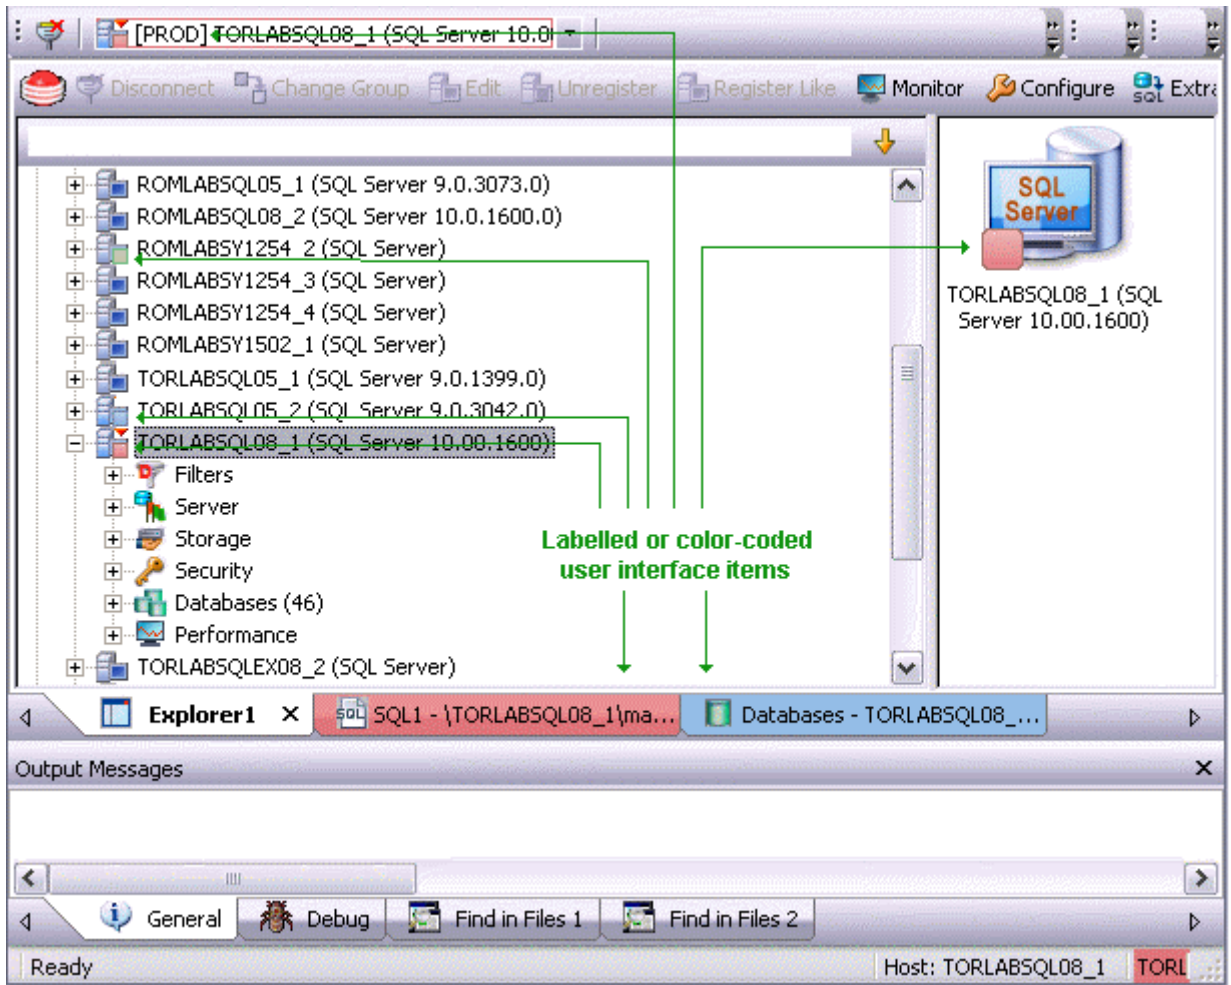 [PROD] TORLABSQL08_1 (SQL Server 10.0
Disconnect Change Group Edit Unregister Register Like Monitor Configure SQL Extra
ROMLABSQL05_1 (SQL Server 9.0.3073.0)
ROMLABSQL08_2 (SQL Server 10.0.1600.0)
ROMLABSY1254_2 (SQL Server)
ROMLABSY1254_3 (SQL Server)
ROMLABSY1254_4 (SQL Server)
ROMLABSY1502_1 (SQL Server)
TORLABSQL05_1 (SQL Server 9.0.1399.0)
TORLABSQL05_2 (SQL Server 9.0.3042.0)
TORLABSQL08_1 (SQL Server 10.00.1600)
Filters
Server
Storage
Security
Databases (46)
Performance
TORLABSQLEX08_2 (SQL Server)
Labelled or color-coded
user interface items
SQL
Server
TORLABSQL08_1 (SQL
Server 10.00.1600)
Explorer1 SQL SQL1 - \TORLABSQL08_1\ma... Databases - TORLABSQL08_...
Output Messages
General Debug Find in Files 1 Find in Files 2
Ready Host: TORLABSQL08_1 TORL